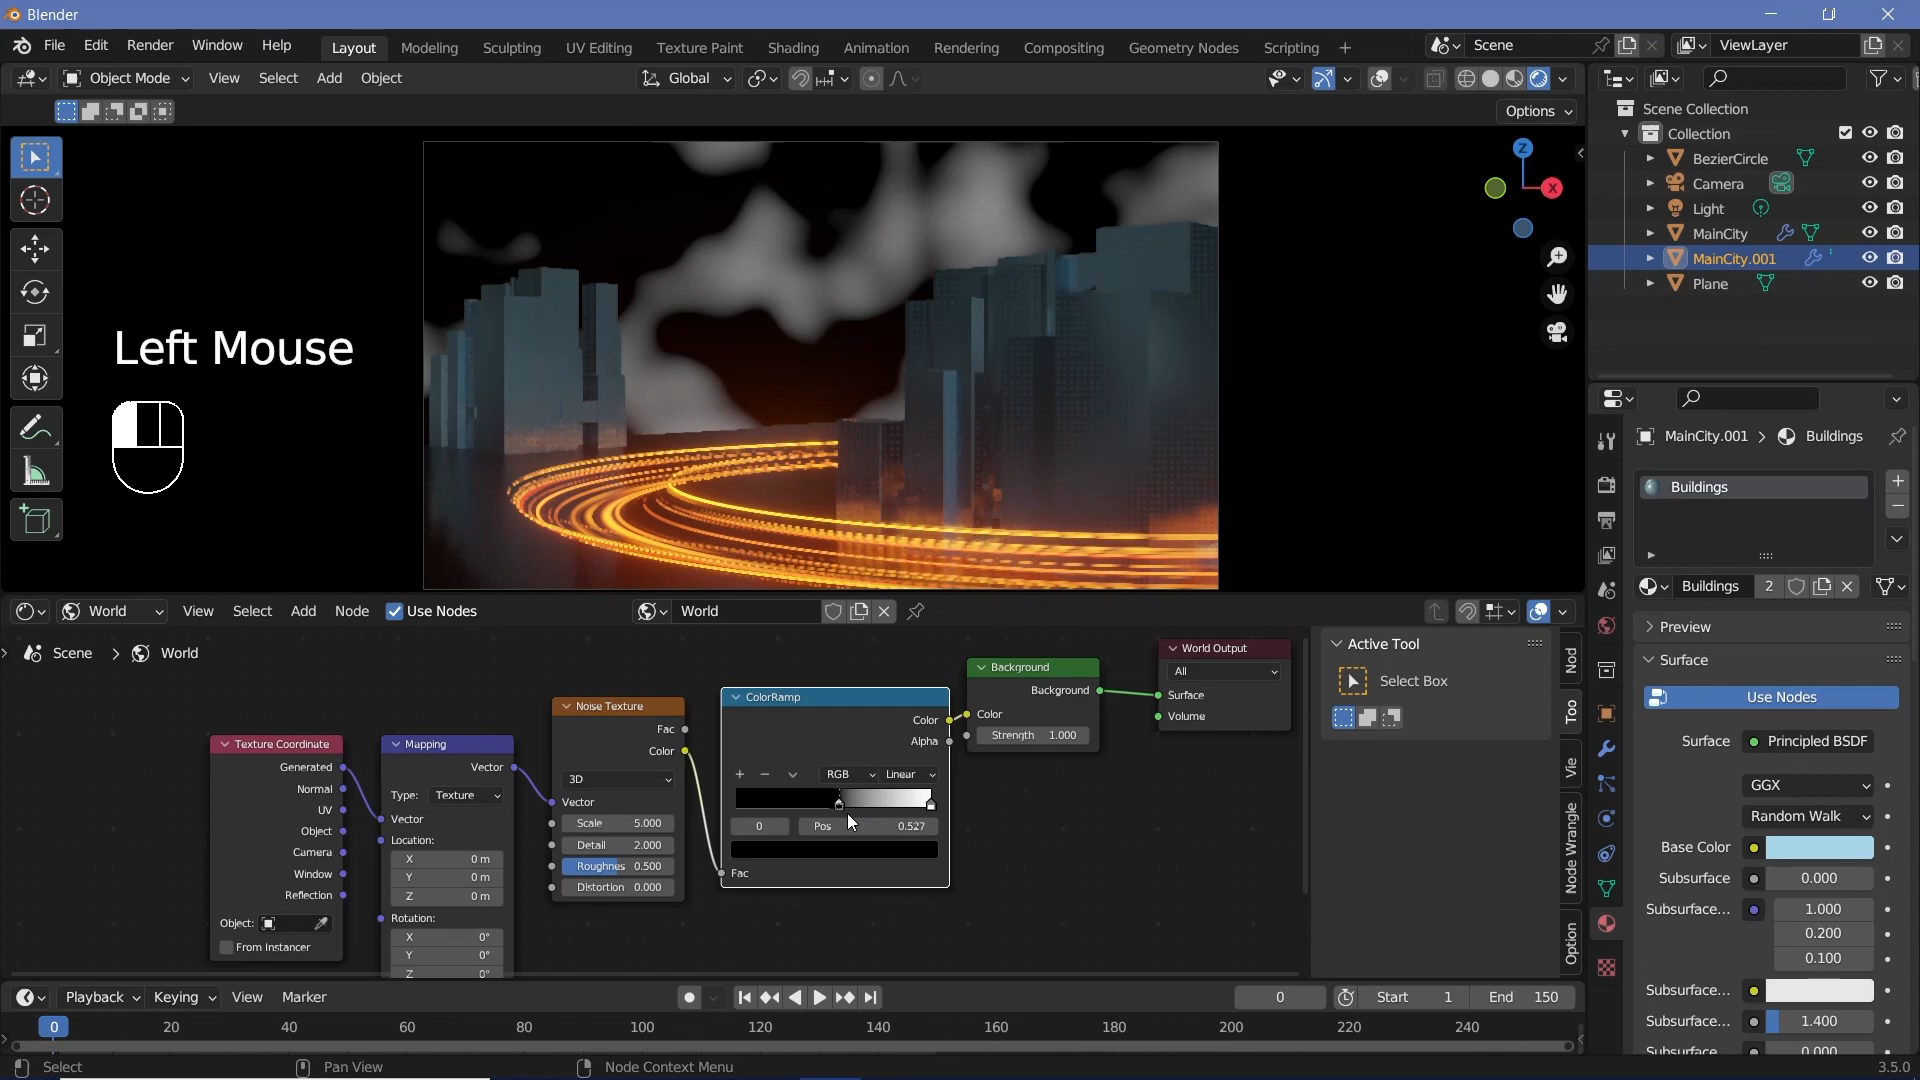 Blender
File Edit Render Window Help Layout Modeling Sculpting UV Editing Texture Paint Shading Animation Rendering Compositing Geometry Nodes Scripting + Scene ViewLayer
Object Mode View Select Add Object Global
Options
Scene Collection
Collection
BezierCircle
Camera
Light
MainCity
MainCity.001
Plane
Z
X
Left Mouse
MainCity.001 > Buildings
Buildings
Buildings 2
Preview
Surface
Use Nodes
Surface Principled BSDF
GGX
Random Walk
Base Color
Subsurface 0.000
Subsurface... 1.000
0.200
0.100
Subsurface...
Subsurface... 1.400
Subsurface 0.000
World View Select Add Node Use Nodes World
Scene > World
Texture Coordinate
Generated
Normal
UV
Object
Camera
Window
Reflection
Object:
From Instancer
Mapping
Vector
Type: Texture
Vector
Location:
X 0 m
Y 0 m
Z 0 m
Rotation:
X 0°
Y 0°
Z 0°
Noise Texture
Fac
Color
3D
Vector
Scale 5.000
Detail 2.000
Roughnes 0.500
Distortion 0.000
ColorRamp
Color
Alpha
+ − RGB Linear
0 Pos 0.527
Fac
Background
Background
Color
Strength 1.000
World Output
All
Surface
Volume
Active Tool
Select Box
Nod
Too
Vie
Node Wrangle
Option
Playback Keying View Marker 0 Start 1 End 150
0 20 40 60 80 100 120 140 160 180 200 220 240
Select Pan View Node Context Menu 3.5.0